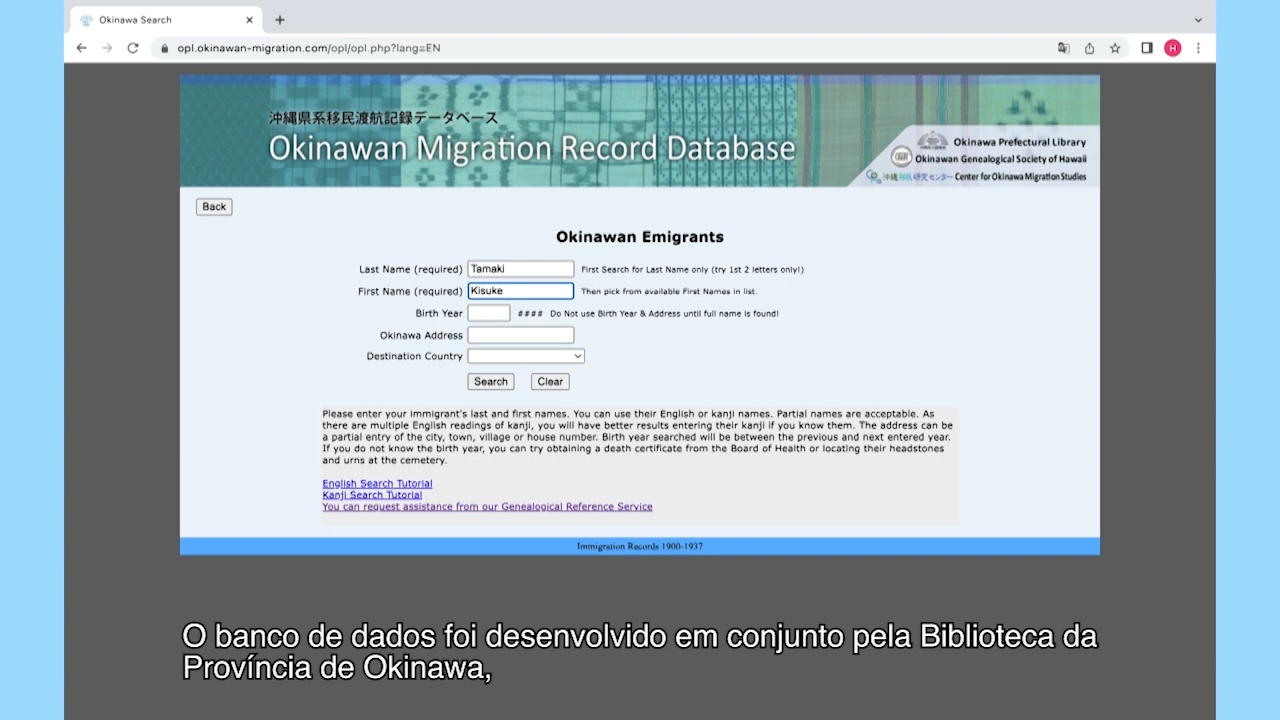 Okinawa Search
opl.okinawan-migration.com/opl/opl.php?lang=EN
H
沖縄県系移民渡航記録データベース
Okinawan Migration Record Database
Okinawa Prefectural Library
Okinawan Genealogical Society of Hawaii
沖縄移民研究センター Center for Okinawa Migration Studies
Back
Okinawan Emigrants
Last Name (required) Tamaki First Search for Last Name only (try 1st 2 letters only!)
First Name (required) Kisuke Then pick from available First Names in list.
Birth Year #### Do Not use Birth Year & Address until full name is found!
Okinawa Address
Destination Country
Search Clear
Please enter your immigrant's last and first names. You can use their English or kanji names. Partial names are acceptable. As
there are multiple English readings of kanji, you will have better results entering their kanji if you know them. The address can be
a partial entry of the city, town, village or house number. Birth year searched will be between the previous and next entered year.
If you do not know the birth year, you can try obtaining a death certificate from the Board of Health or locating their headstones
and urns at the cemetery.
English Search Tutorial
Kanji Search Tutorial
You can request assistance from our Genealogical Reference Service
Immigration Records 1900-1937
O banco de dados foi desenvolvido em conjunto pela Biblioteca da
Província de Okinawa,